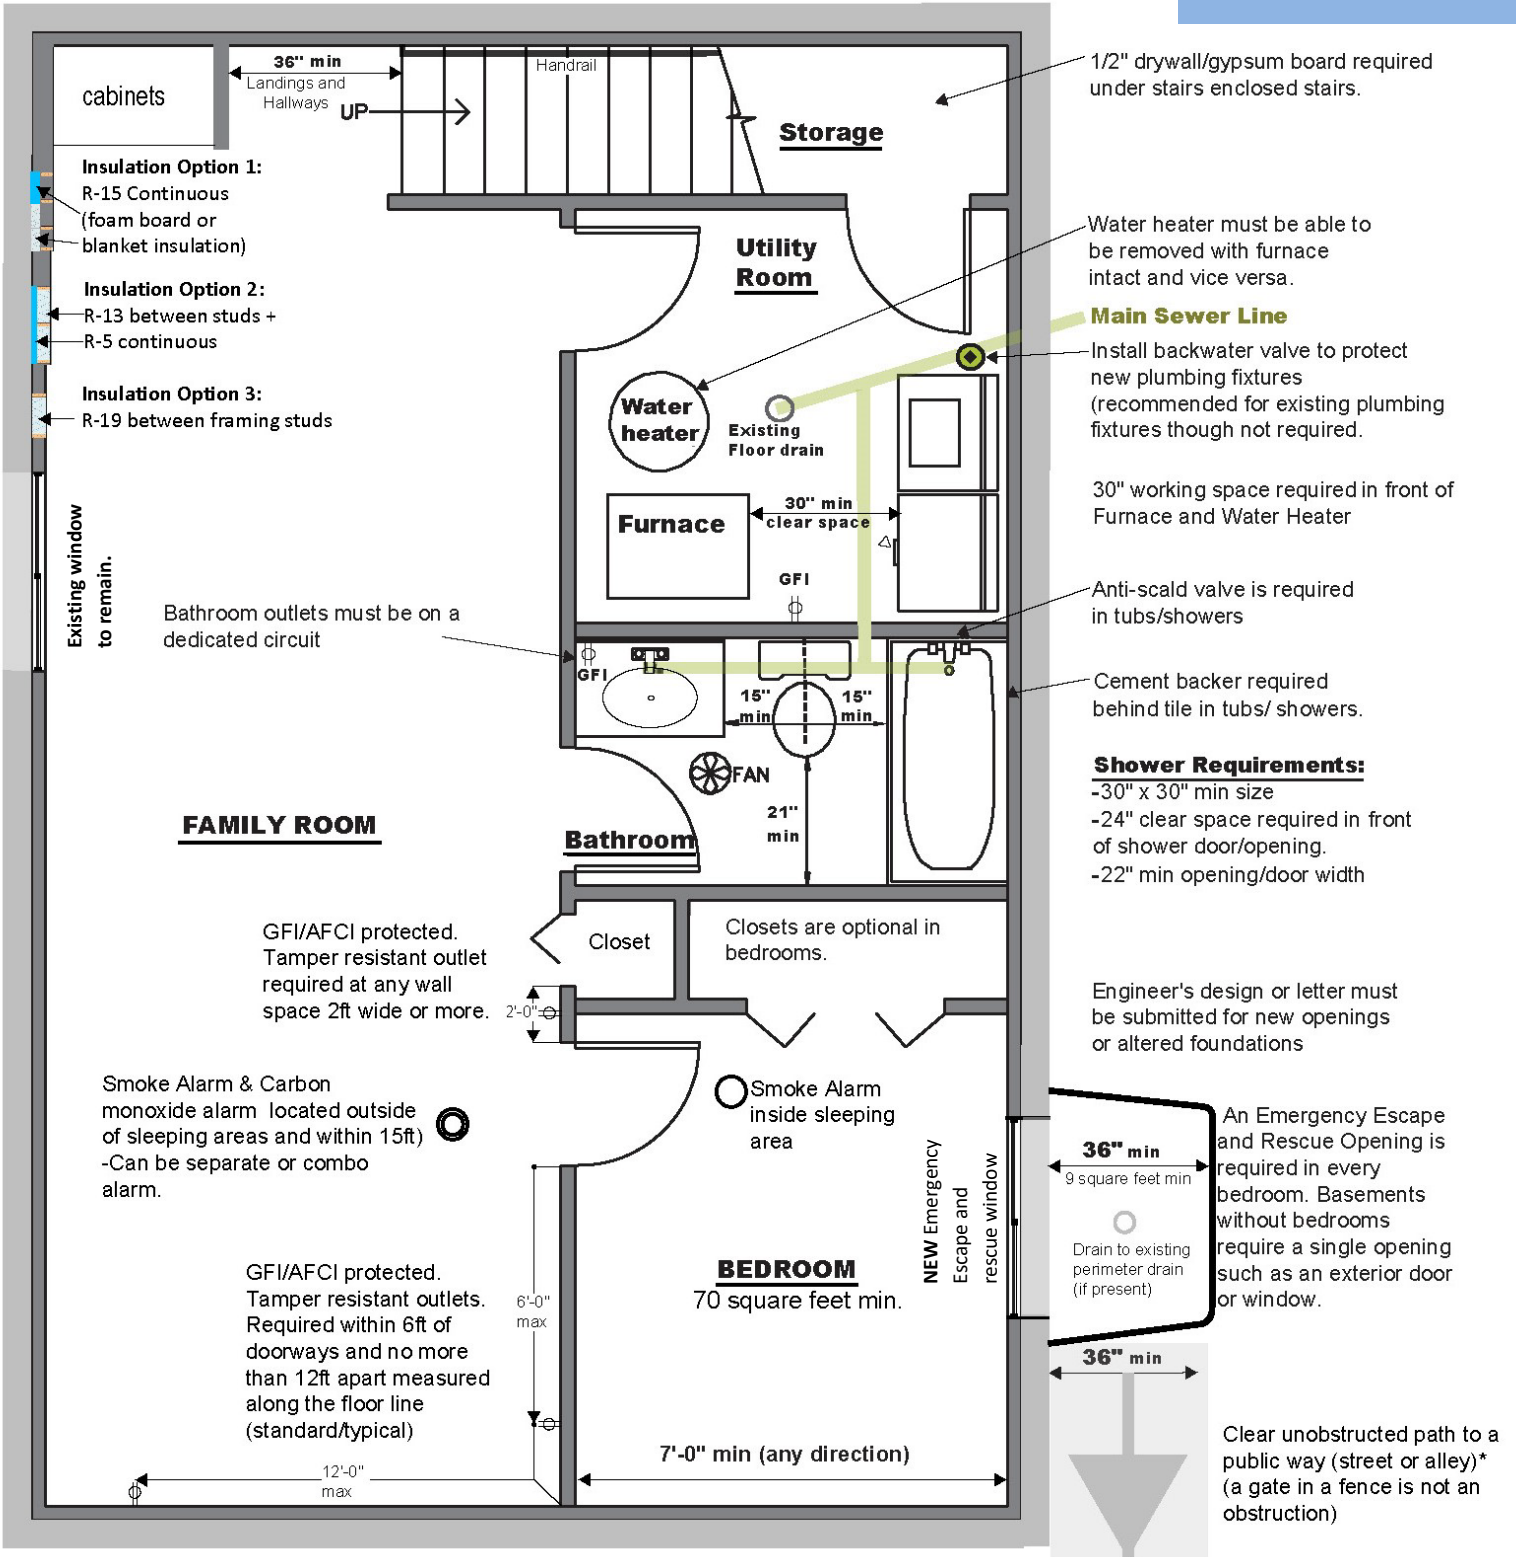 cabinets
36" min
Landings and
Hallways
UP
Handrail
Storage
1/2" drywall/gypsum board required
under stairs enclosed stairs.
Insulation Option 1:
R-15 Continuous
(foam board or
blanket insulation)
Insulation Option 2:
R-13 between studs +
R-5 continuous
Insulation Option 3:
R-19 between framing studs
Utility
Room
Water heater must be able to
be removed with furnace
intact and vice versa.
Main Sewer Line
Install backwater valve to protect
new plumbing fixtures
(recommended for existing plumbing
fixtures though not required.
Water
heater
Existing
Floor drain
30" working space required in front of
Furnace and Water Heater
Furnace
30" min
clear space
GFI
Existing window
to remain.
Bathroom outlets must be on a
dedicated circuit
Anti-scald valve is required
in tubs/showers
GFI
15"
min
15"
min
Cement backer required
behind tile in tubs/ showers.
FAN
21"
min
Shower Requirements:
-30" x 30" min size
-24" clear space required in front
of shower door/opening.
-22" min opening/door width
FAMILY ROOM
Bathroom
GFI/AFCI protected.
Tamper resistant outlet
required at any wall
space 2ft wide or more.
2'-0"
Closet
Closets are optional in
bedrooms.
Engineer's design or letter must
be submitted for new openings
or altered foundations
Smoke Alarm & Carbon
monoxide alarm located outside
of sleeping areas and within 15ft)
-Can be separate or combo
alarm.
Smoke Alarm
inside sleeping
area
NEW Emergency
Escape and
rescue window
36" min
9 square feet min
Drain to existing
perimeter drain
(if present)
An Emergency Escape
and Rescue Opening is
required in every
bedroom. Basements
without bedrooms
require a single opening
such as an exterior door
or window.
BEDROOM
70 square feet min.
GFI/AFCI protected.
Tamper resistant outlets.
Required within 6ft of
doorways and no more
than 12ft apart measured
along the floor line
(standard/typical)
6'-0"
max
12'-0"
max
7'-0" min (any direction)
36" min
Clear unobstructed path to a
public way (street or alley)*
(a gate in a fence is not an
obstruction)